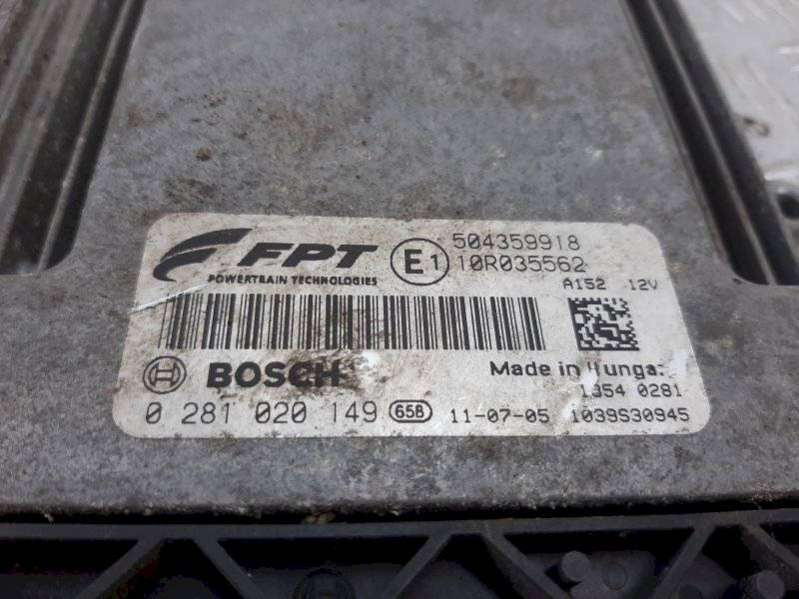 FPT
POWERTRAIN TECHNOLOGIES
E1
504359918
10R035562
A152 12V
BOSCH
Made in
0 281 020 149 658 11-07-05
1354 0281
1039S30945